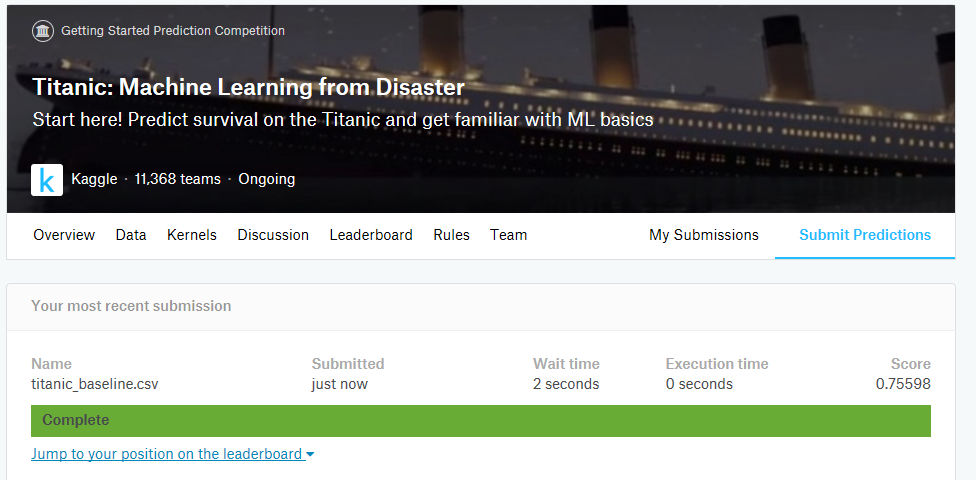 Getting Started Prediction Competition
Titanic: Machine Learning from Disaster
Start here! Predict survival on the Titanic and get familiar with ML basics
k Kaggle · 11,368 teams · Ongoing
Overview Data Kernels Discussion Leaderboard Rules Team My Submissions Submit Predictions
Your most recent submission
Name Submitted Wait time Execution time Score
titanic_baseline.csv just now 2 seconds 0 seconds 0.75598
Complete
Jump to your position on the leaderboard